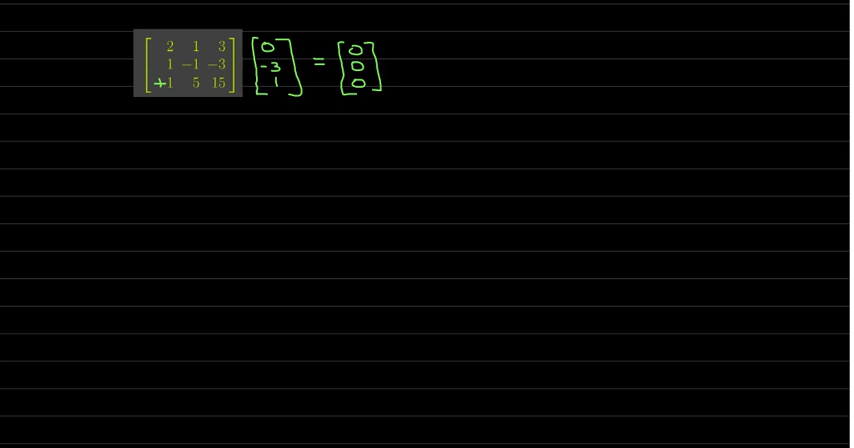 [ 2 1 3 ] [ 0 ] = [ 0 ]
[ 1 −1 −3 ] [ -3 ] [ 0 ]
[ +1 5 15 ] [ 1 ] [ 0 ]